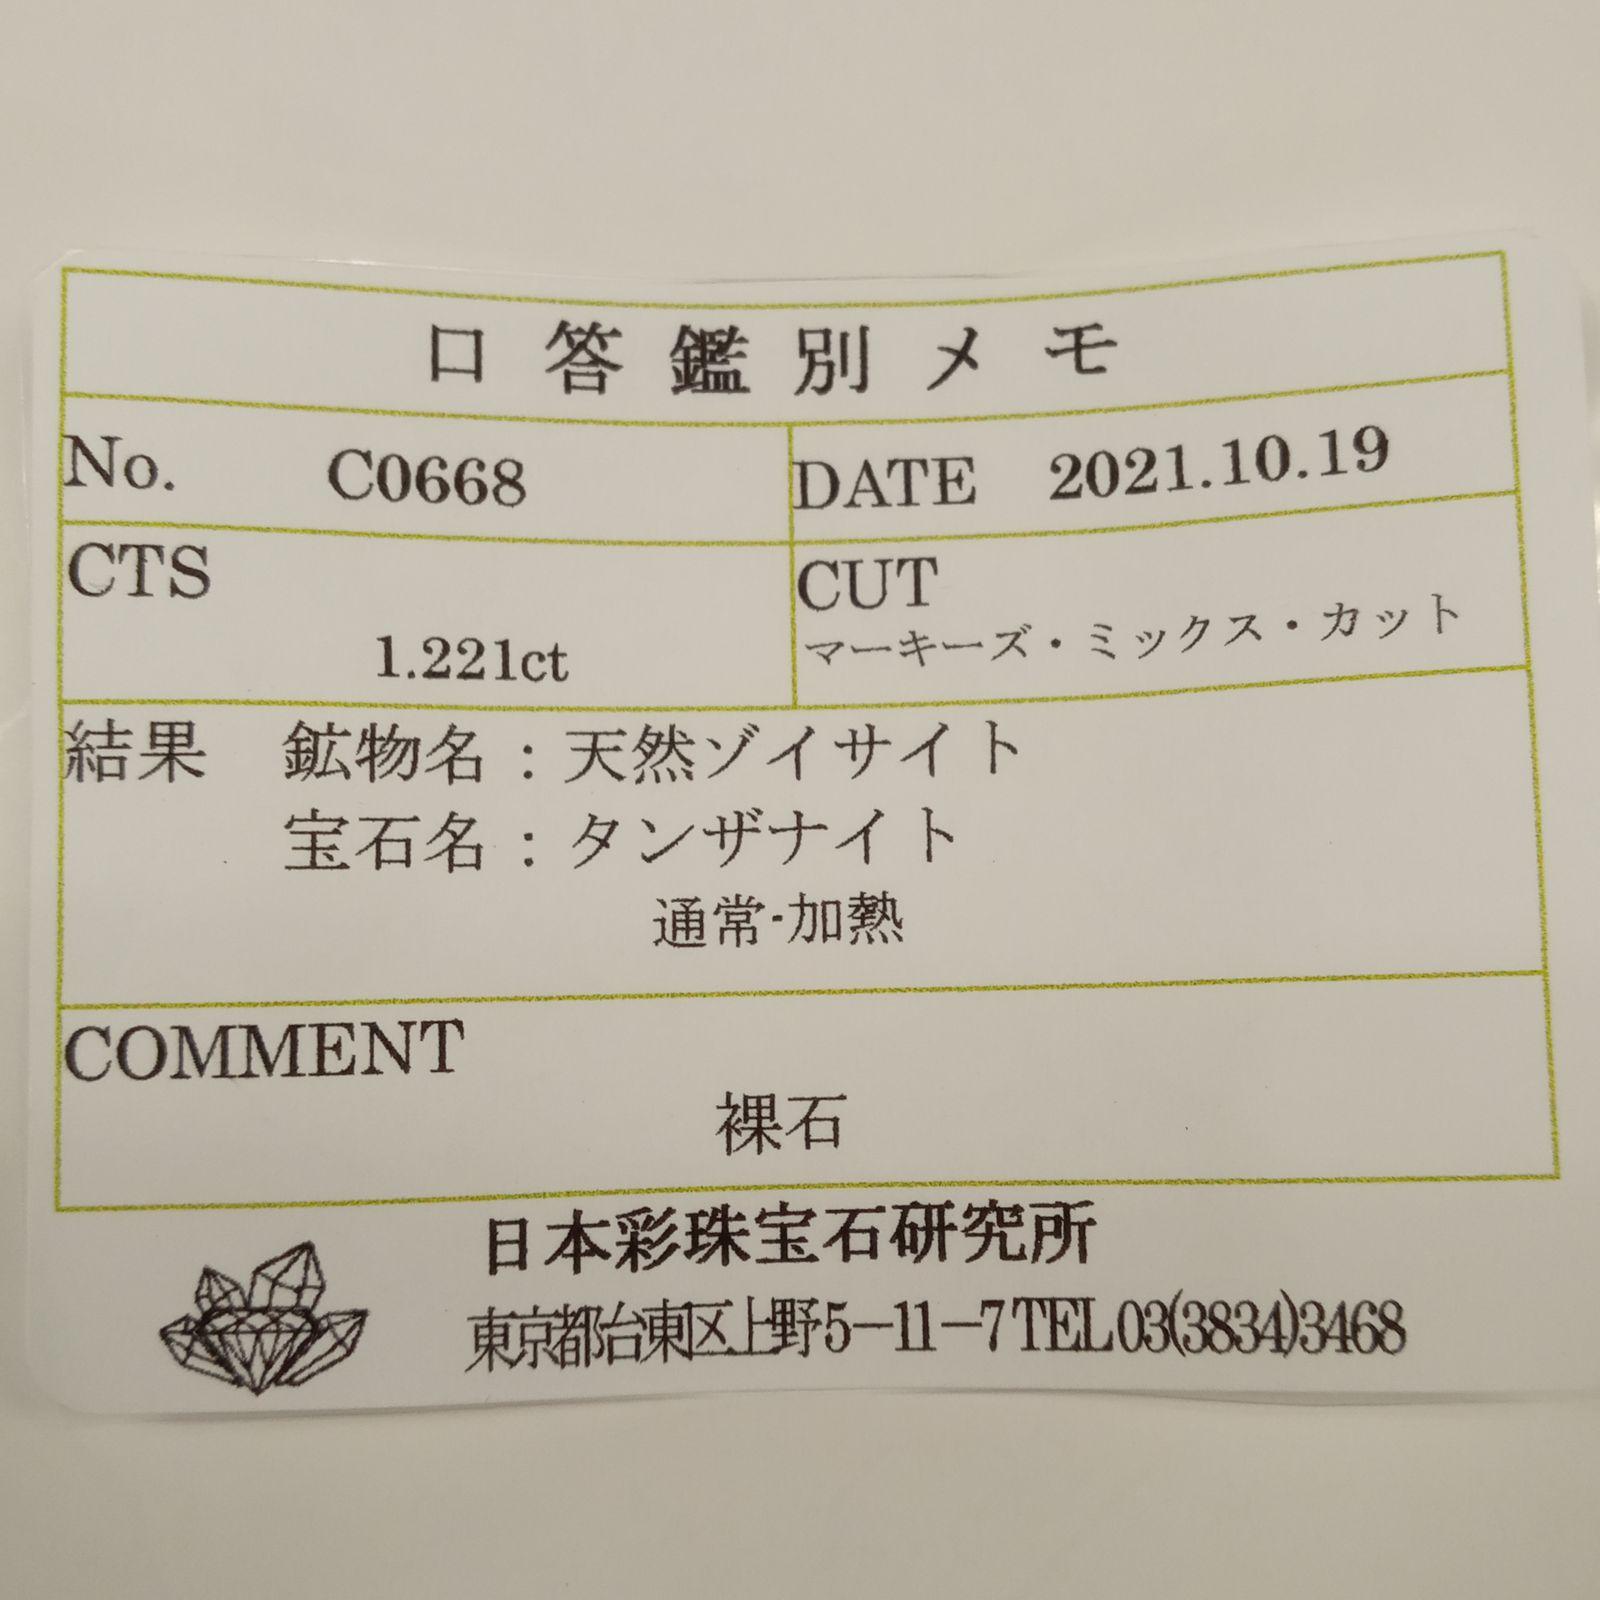 口答鑑別メモ
No. C0668 DATE 2021.10.19
CTS CUT
1.221ct マーキーズ・ミックス・カット
結果 鉱物名：天然ゾイサイト
宝石名：タンザナイト
通常-加熱
COMMENT
裸石
日本彩珠宝石研究所
東京都台東区上野5－11－7 TEL 03(3834)3468